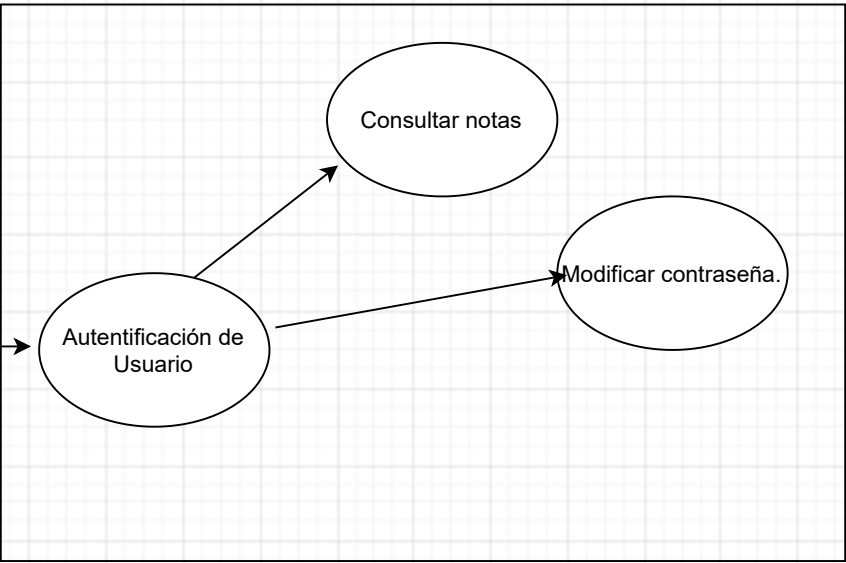 Consultar notas
Modificar contraseña.
Autentificación de
Usuario